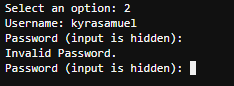 Select an option: 2
Username: kyrasamuel
Password (input is hidden):
Invalid Password.
Password (input is hidden):